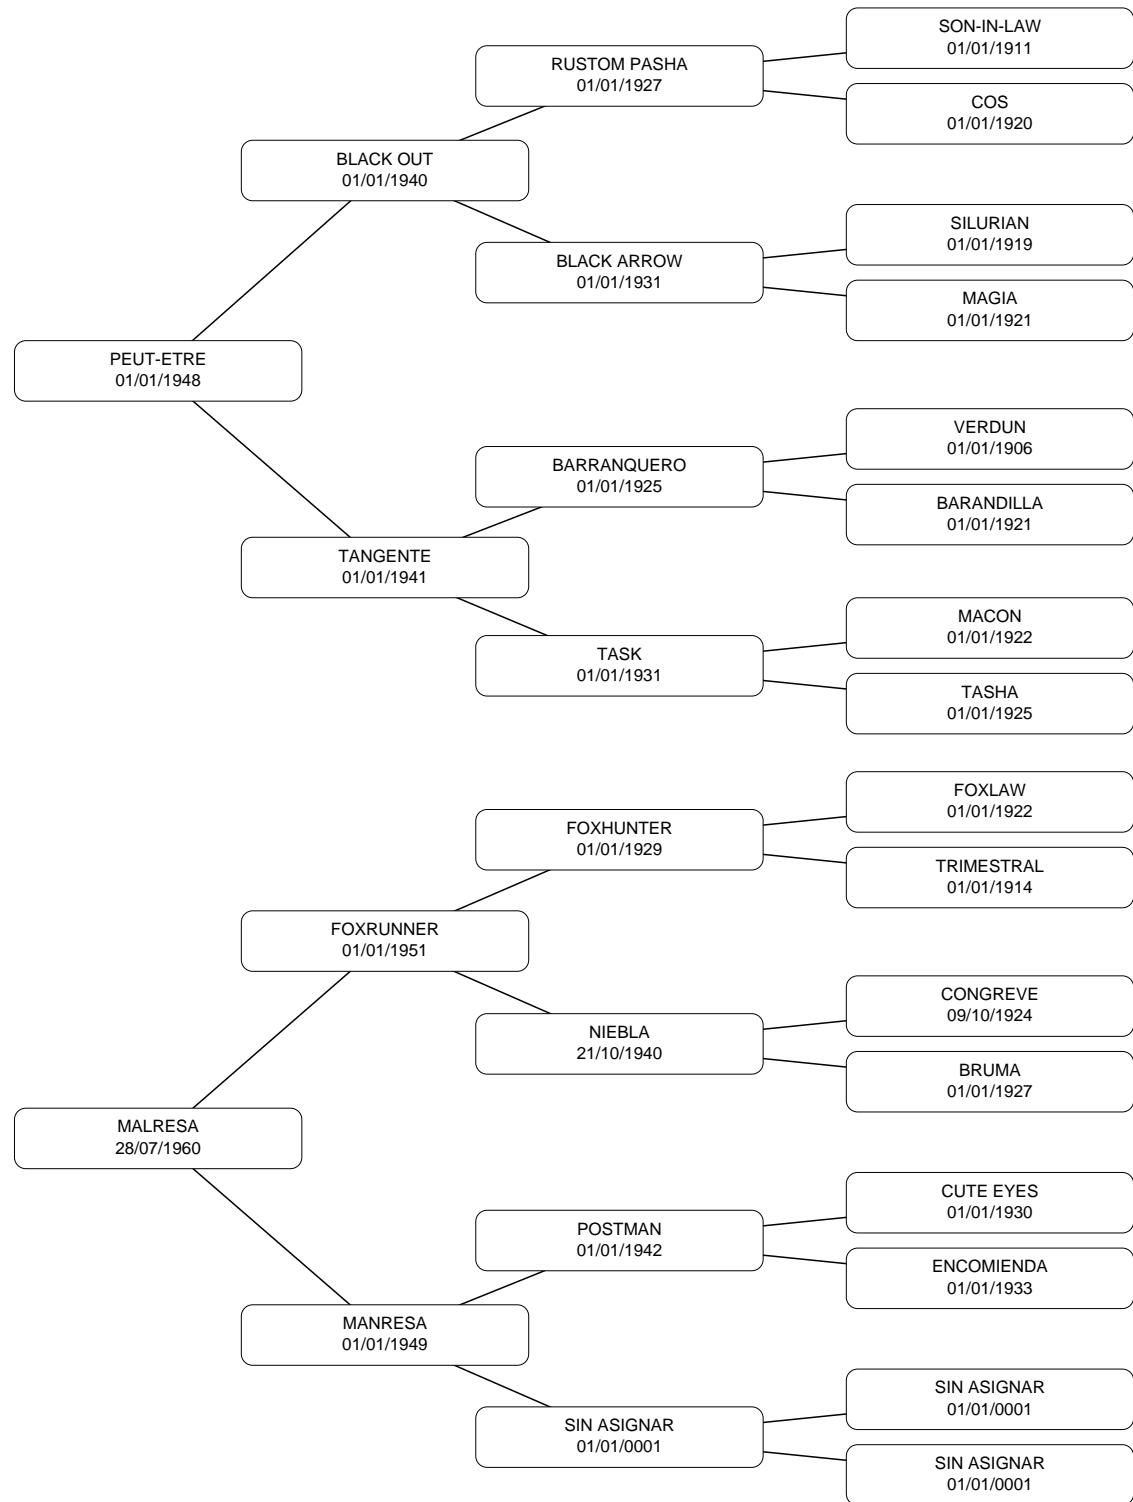 SON-IN-LAW
01/01/1911
RUSTOM PASHA
01/01/1927
COS
01/01/1920
BLACK OUT
01/01/1940
SILURIAN
01/01/1919
BLACK ARROW
01/01/1931
MAGIA
01/01/1921
PEUT-ETRE
01/01/1948
VERDUN
01/01/1906
BARRANQUERO
01/01/1925
BARANDILLA
01/01/1921
TANGENTE
01/01/1941
MACON
01/01/1922
TASK
01/01/1931
TASHA
01/01/1925
FOXLAW
01/01/1922
FOXHUNTER
01/01/1929
TRIMESTRAL
01/01/1914
FOXRUNNER
01/01/1951
CONGREVE
09/10/1924
NIEBLA
21/10/1940
BRUMA
01/01/1927
MALRESA
28/07/1960
CUTE EYES
01/01/1930
POSTMAN
01/01/1942
ENCOMIENDA
01/01/1933
MANRESA
01/01/1949
SIN ASIGNAR
01/01/0001
SIN ASIGNAR
01/01/0001
SIN ASIGNAR
01/01/0001